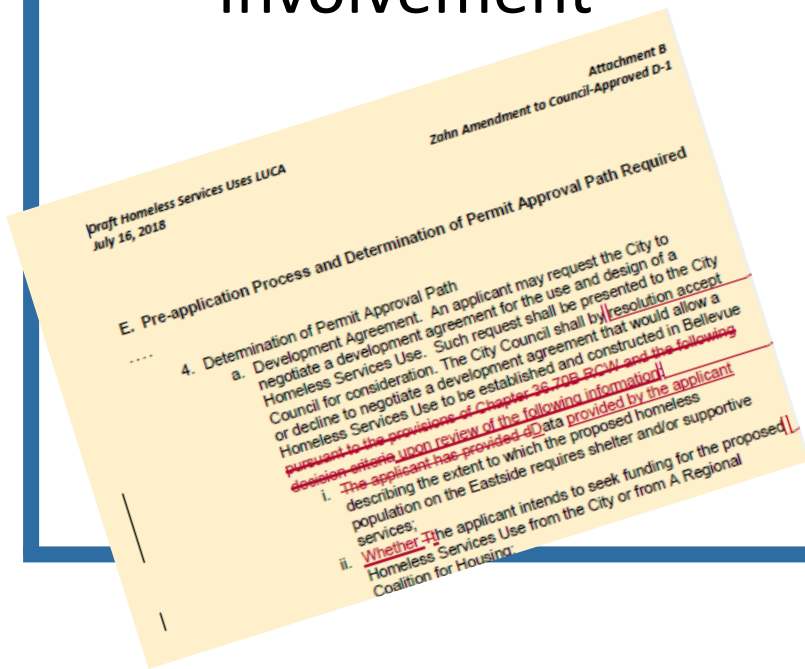 Involvement
Attachment B
Zahn Amendment to Council-Approved D-1
Draft Homeless Services Uses LUCA
July 16, 2018
E. Pre-application Process and Determination of Permit Approval Path Required
....
4. Determination of Permit Approval Path
a. Development Agreement. An applicant may request the City to
negotiate a development agreement for the use and design of a
Homeless Services Use. Such request shall be presented to the City
Council for consideration. The City Council shall by resolution accept
or decline to negotiate a development agreement that would allow a
Homeless Services Use to be established and constructed in Bellevue
pursuant to the provisions of Chapter 36.70B RCW and the following
decision criteria upon review of the following information:
i. The applicant has provided dData provided by the applicant
describing the extent to which the proposed homeless
population on the Eastside requires shelter and/or supportive
services;
ii. Whether Tthe applicant intends to seek funding for the proposed
Homeless Services Use from the City or from A Regional
Coalition for Housing;